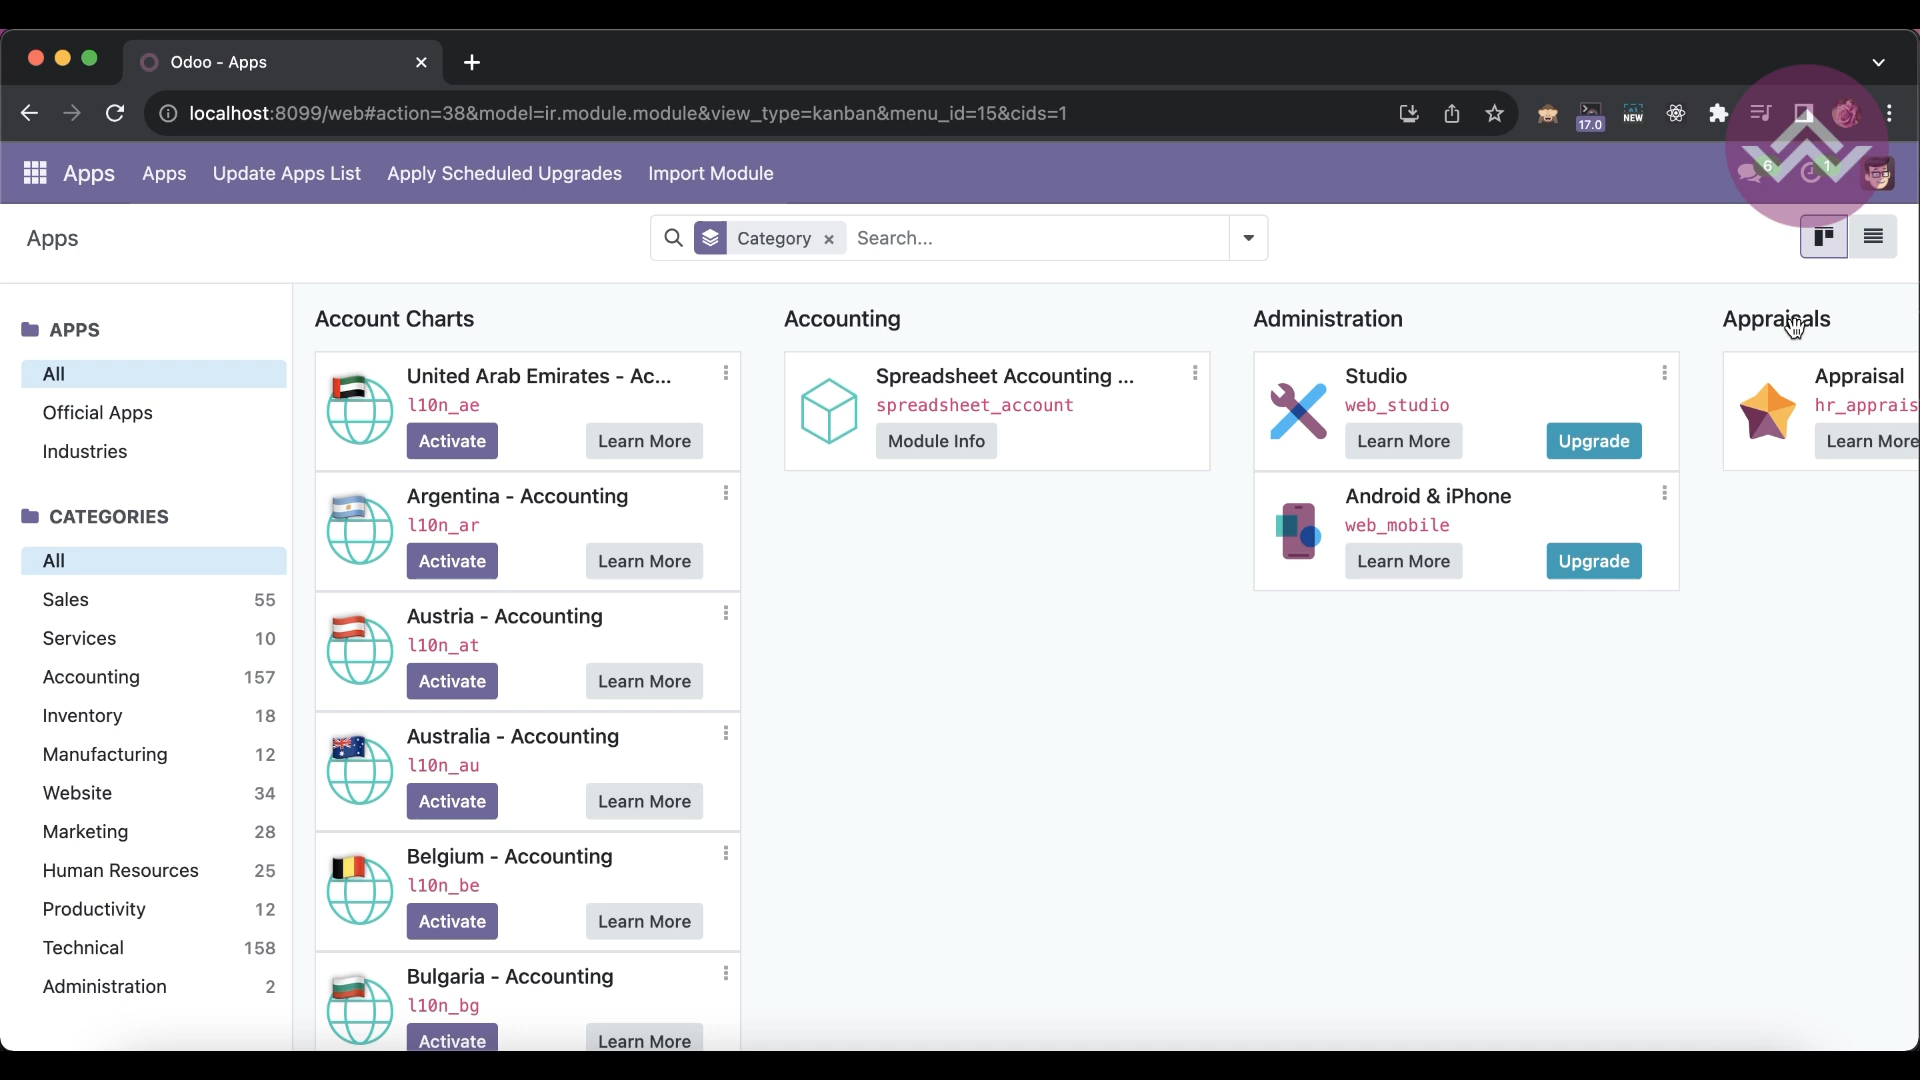 Odoo - Apps
localhost:8099/web#action=38&model=ir.module.module&view_type=kanban&menu_id=15&cids=1
17.0
NEW
Apps
Apps
Update Apps List
Apply Scheduled Upgrades
Import Module
6
1
Apps
Category
Search...
APPS
All
Official Apps
Industries
CATEGORIES
All
Sales 55
Services 10
Accounting 157
Inventory 18
Manufacturing 12
Website 34
Marketing 28
Human Resources 25
Productivity 12
Technical 158
Administration 2
Account Charts
United Arab Emirates - Ac...
l10n_ae
Activate
Learn More
Argentina - Accounting
l10n_ar
Activate
Learn More
Austria - Accounting
l10n_at
Activate
Learn More
Australia - Accounting
l10n_au
Activate
Learn More
Belgium - Accounting
l10n_be
Activate
Learn More
Bulgaria - Accounting
l10n_bg
Activate
Learn More
Accounting
Spreadsheet Accounting ...
spreadsheet_account
Module Info
Administration
Studio
web_studio
Learn More
Upgrade
Android & iPhone
web_mobile
Learn More
Upgrade
Appraisals
Appraisal
hr_apprais
Learn More